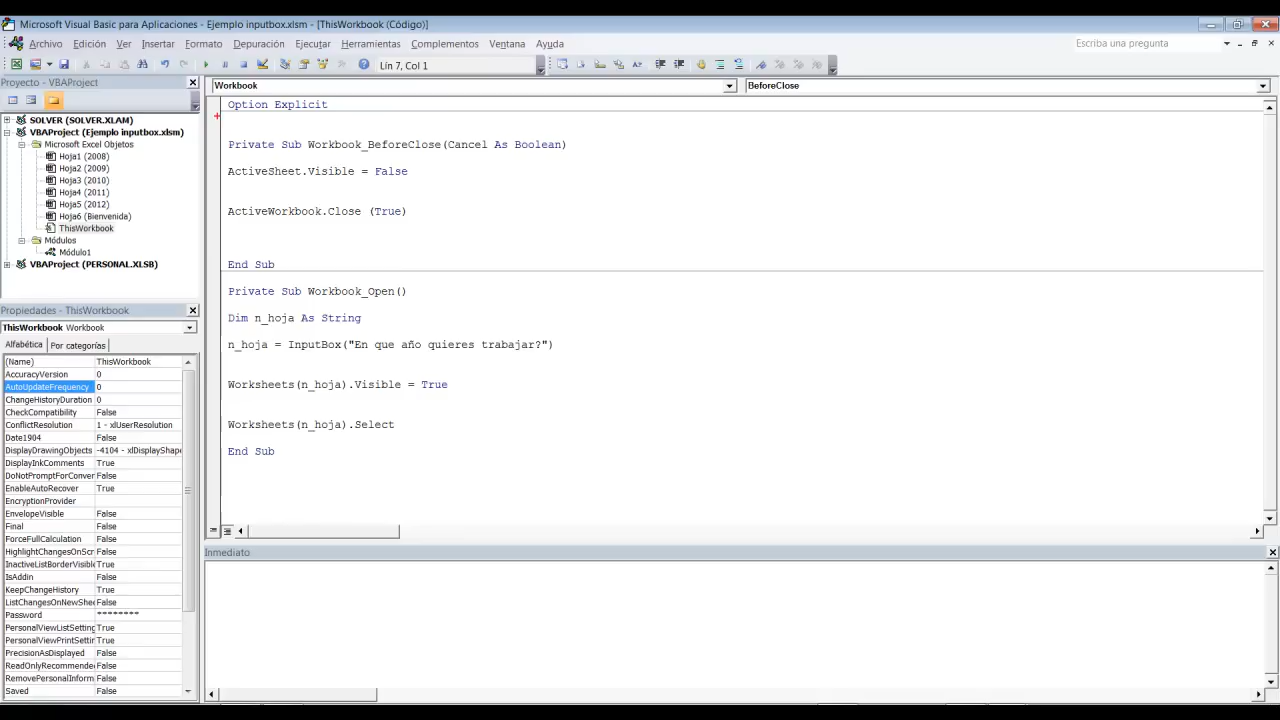 Microsoft Visual Basic para Aplicaciones - Ejemplo inputbox.xlsm - [ThisWorkbook (Código)]
Archivo Edición Ver Insertar Formato Depuración Ejecutar Herramientas Complementos Ventana Ayuda
Escriba una pregunta
Lín 7, Col 1
Proyecto - VBAProject
SOLVER (SOLVER.XLAM)
VBAProject (Ejemplo inputbox.xlsm)
Microsoft Excel Objetos
Hoja1 (2008)
Hoja2 (2009)
Hoja3 (2010)
Hoja4 (2011)
Hoja5 (2012)
Hoja6 (Bienvenida)
ThisWorkbook
Módulos
Módulo1
VBAProject (PERSONAL.XLSB)
Propiedades - ThisWorkbook
ThisWorkbook Workbook
Alfabética Por categorías
(Name) ThisWorkbook
AccuracyVersion 0
AutoUpdateFrequency 0
ChangeHistoryDuration 0
CheckCompatibility False
ConflictResolution 1 - xlUserResolution
Date1904 False
DisplayDrawingObjects -4104 - xlDisplayShape
DisplayInkComments True
DoNotPromptForConver False
EnableAutoRecover True
EncryptionProvider
EnvelopeVisible False
Final False
ForceFullCalculation False
HighlightChangesOnScr False
InactiveListBorderVisible True
IsAddin False
KeepChangeHistory True
ListChangesOnNewShee False
Password ********
PersonalViewListSetting True
PersonalViewPrintSettin True
PrecisionAsDisplayed False
ReadOnlyRecommended False
RemovePersonalInform False
Saved False
Workbook
BeforeClose
Option Explicit
Private Sub Workbook_BeforeClose(Cancel As Boolean)
ActiveSheet.Visible = False
ActiveWorkbook.Close (True)
End Sub
Private Sub Workbook_Open()
Dim n_hoja As String
n_hoja = InputBox("En que año quieres trabajar?")
Worksheets(n_hoja).Visible = True
Worksheets(n_hoja).Select
End Sub
Inmediato